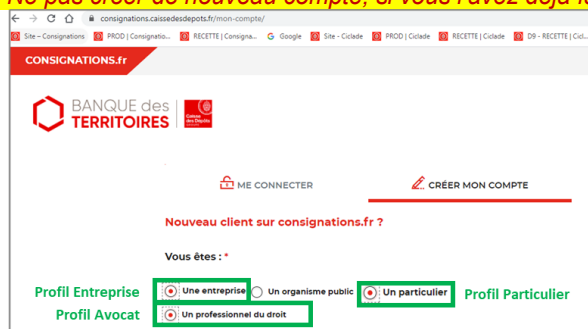 Ne pas créer de nouveau compte, si vous l'avez déjà
consignations.caissedesdepots.fr/mon-compte/
Site – Consignations PROD | Consignatio... RECETTE | Consigna... Google Site - Ciclade PROD | Ciclade RECETTE | Ciclade D9 - RECETTE | Cicl...
CONSIGNATIONS.fr
BANQUE des
TERRITOIRES
Caisse
des Dépôts
ME CONNECTER
CRÉER MON COMPTE
Nouveau client sur consignations.fr ?
Vous êtes : *
Profil Entreprise Une entreprise Un organisme public Un particulier Profil Particulier
Profil Avocat Un professionnel du droit